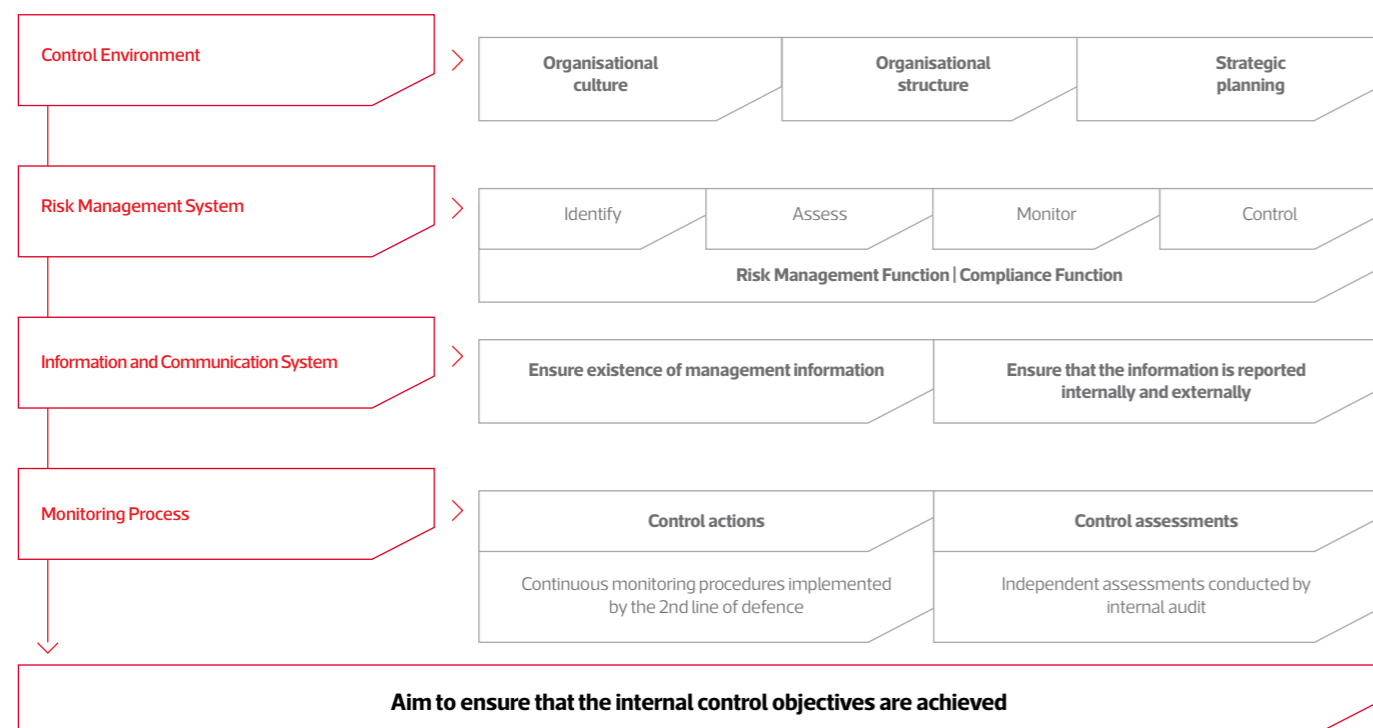 Control Environment
Organisational
culture
Organisational
structure
Strategic
planning
Risk Management System
Identify
Assess
Monitor
Control
Risk Management Function | Compliance Function
Information and Communication System
Ensure existence of management information
Ensure that the information is reported
internally and externally
Monitoring Process
Control actions
Control assessments
Continuous monitoring procedures implemented
by the 2nd line of defence
Independent assessments conducted by
internal audit
Aim to ensure that the internal control objectives are achieved